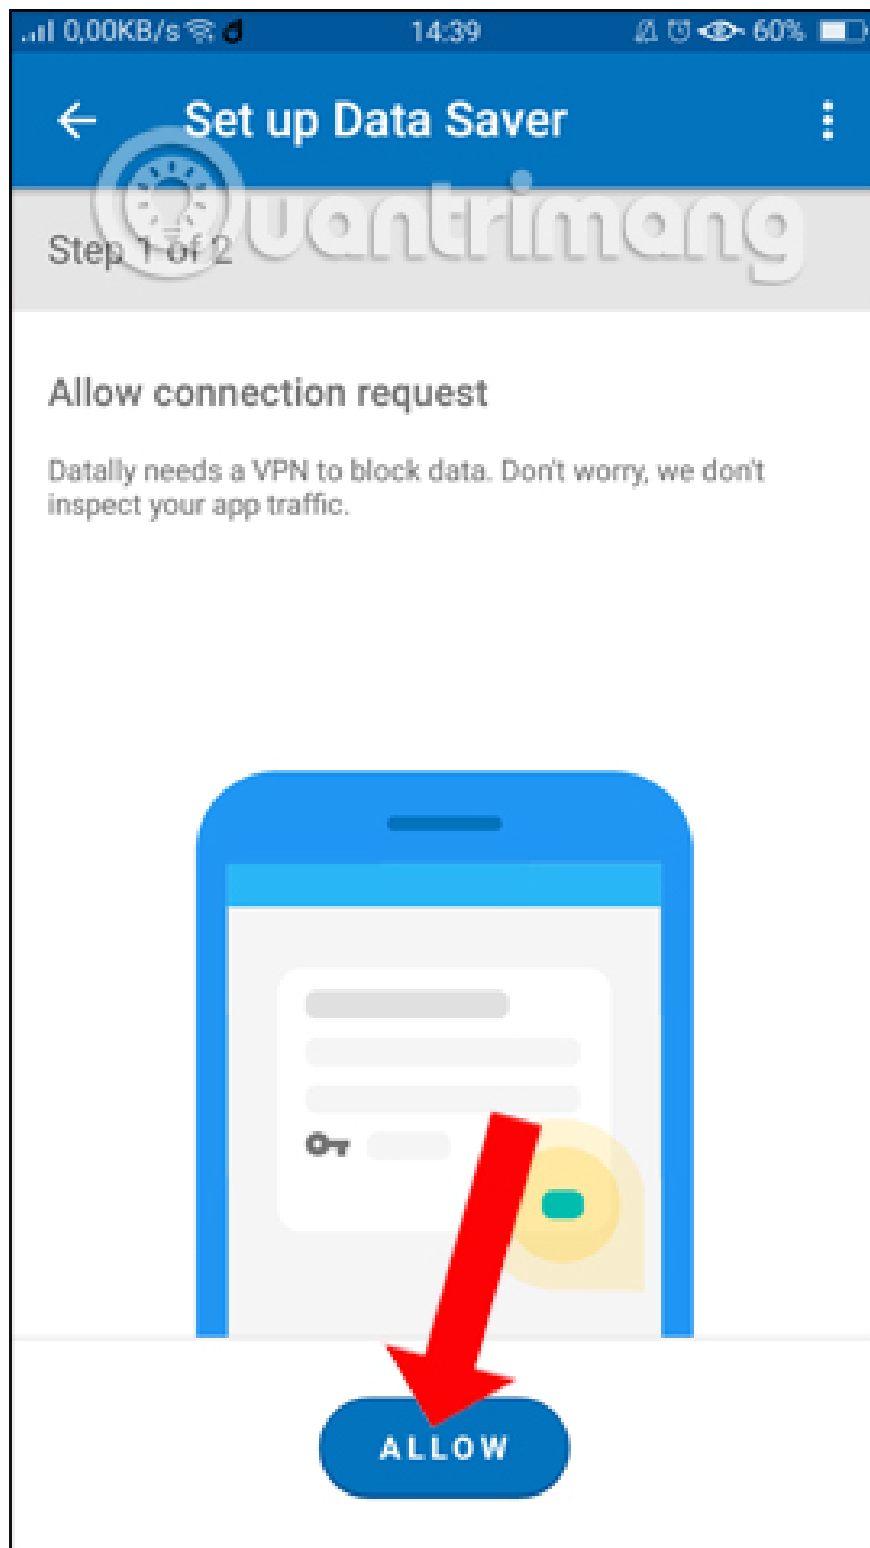 0,00KB/s 14:39 60%
Set up Data Saver
Quantrimang
Step 1 of 2
Allow connection request
Datally needs a VPN to block data. Don't worry, we don't
inspect your app traffic.
ALLOW